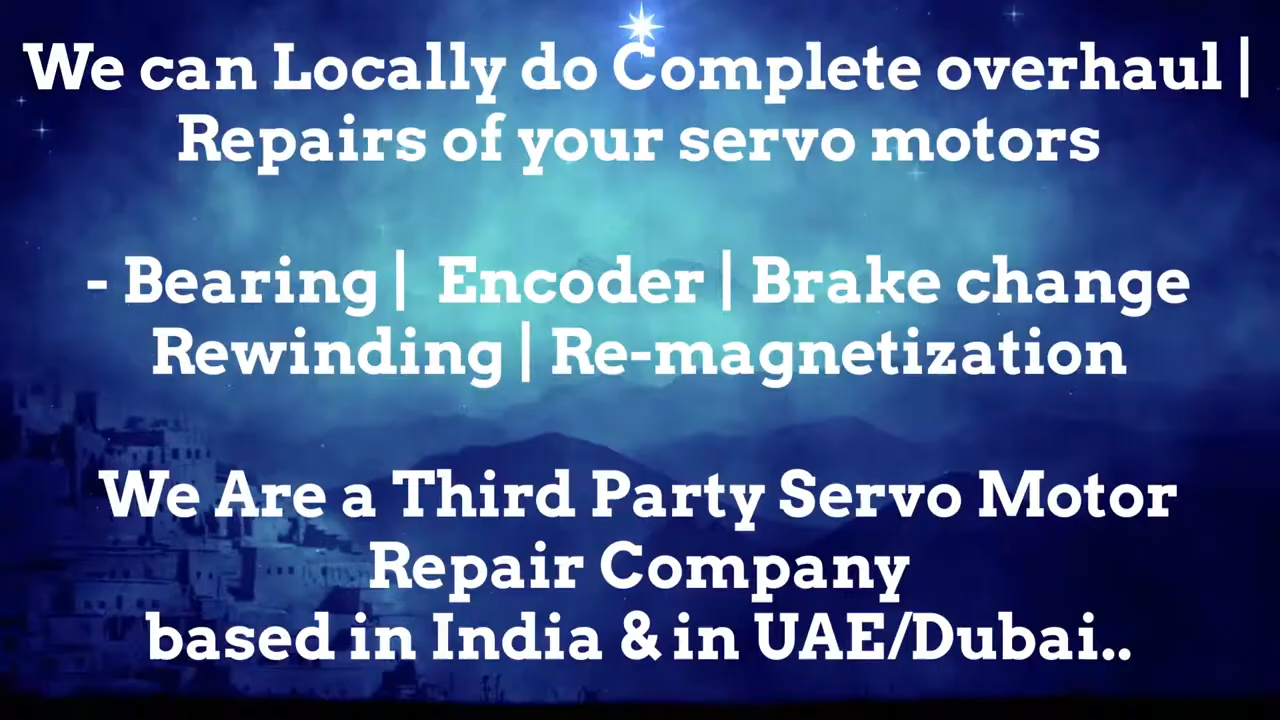 We can Locally do Complete overhaul |
Repairs of your servo motors
- Bearing | Encoder | Brake change
Rewinding | Re-magnetization
We Are a Third Party Servo Motor
Repair Company
based in India & in UAE/Dubai..